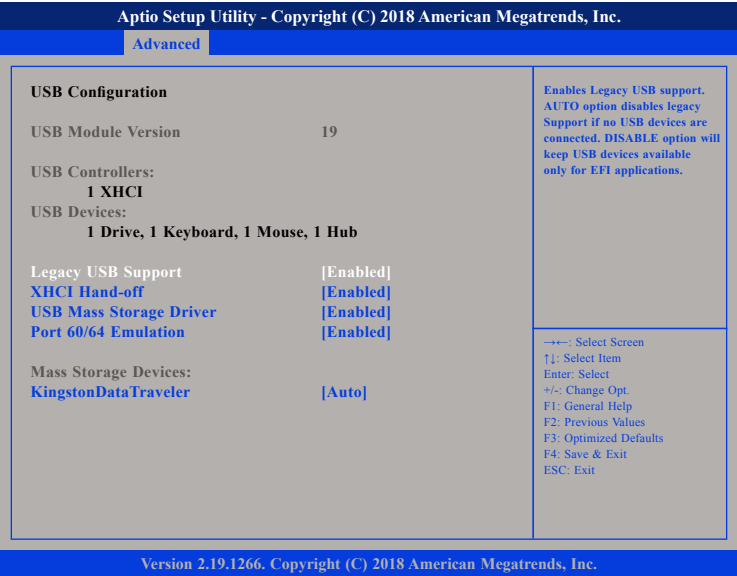 Aptio Setup Utility - Copyright (C) 2018 American Megatrends, Inc.
Advanced
USB Configuration
USB Module Version 19
USB Controllers:
1 XHCI
USB Devices:
1 Drive, 1 Keyboard, 1 Mouse, 1 Hub
Legacy USB Support [Enabled]
XHCI Hand-off [Enabled]
USB Mass Storage Driver [Enabled]
Port 60/64 Emulation [Enabled]
Mass Storage Devices:
KingstonDataTraveler [Auto]
Enables Legacy USB support.
AUTO option disables legacy
Support if no USB devices are
connected. DISABLE option will
keep USB devices available
only for EFI applications.
→←: Select Screen
↑↓: Select Item
Enter: Select
+/-: Change Opt.
F1: General Help
F2: Previous Values
F3: Optimized Defaults
F4: Save & Exit
ESC: Exit
Version 2.19.1266. Copyright (C) 2018 American Megatrends, Inc.